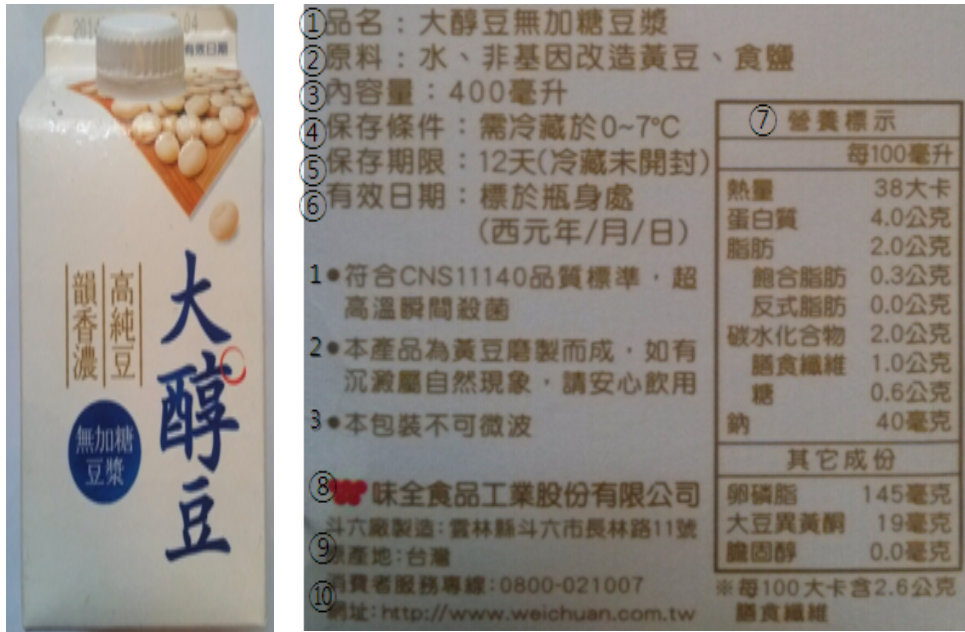 有效日期
大醇豆
高純豆
韻香濃
無加糖
豆漿
①品名：大醇豆無加糖豆漿
②原料：水、非基因改造黃豆、食鹽
③內容量：400毫升
④保存條件：需冷藏於0~7℃
⑤保存期限：12天(冷藏未開封)
⑥有效日期：標於瓶身處
(西元年/月/日)
1●符合CNS11140品質標準，超
高溫瞬間殺菌
2●本產品為黃豆磨製而成，如有
沉澱屬自然現象，請安心飲用
3●本包裝不可微波
⑧味全食品工業股份有限公司
斗六廠製造：雲林縣斗六市長林路11號
⑨原產地：台灣
消費者服務專線：0800-021007
⑩網址：http://www.weichuan.com.tw
⑦營養標示
每100毫升
熱量 38大卡
蛋白質 4.0公克
脂肪 2.0公克
飽合脂肪 0.3公克
反式脂肪 0.0公克
碳水化合物 2.0公克
膳食纖維 1.0公克
糖 0.6公克
鈉 40毫克
其它成份
卵磷脂 145毫克
大豆異黃酮 19毫克
膽固醇 0.0毫克
※每100大卡含2.6公克
膳食纖維